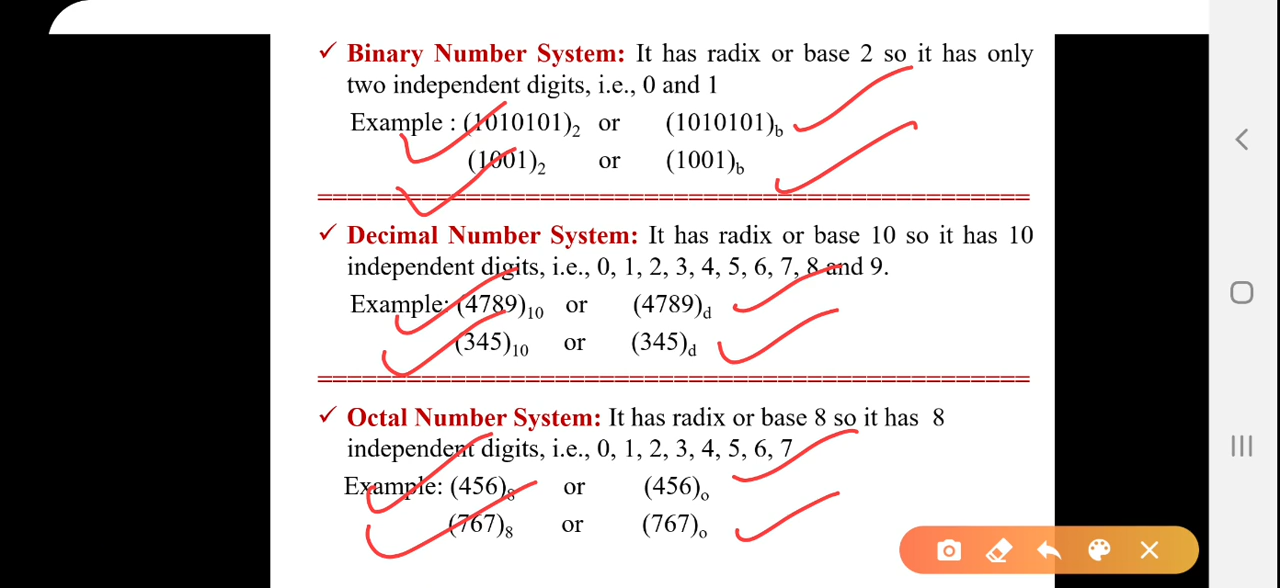 ✓ Binary Number System: It has radix or base 2 so it has only
two independent digits, i.e., 0 and 1
Example : (1010101)₂ or (1010101)b
(1001)₂ or (1001)b
✓ Decimal Number System: It has radix or base 10 so it has 10
independent digits, i.e., 0, 1, 2, 3, 4, 5, 6, 7, 8 and 9.
Example: (4789)₁₀ or (4789)d
(345)₁₀ or (345)d
✓ Octal Number System: It has radix or base 8 so it has 8
independent digits, i.e., 0, 1, 2, 3, 4, 5, 6, 7
Example: (456)₈ or (456)ₒ
(767)₈ or (767)ₒ